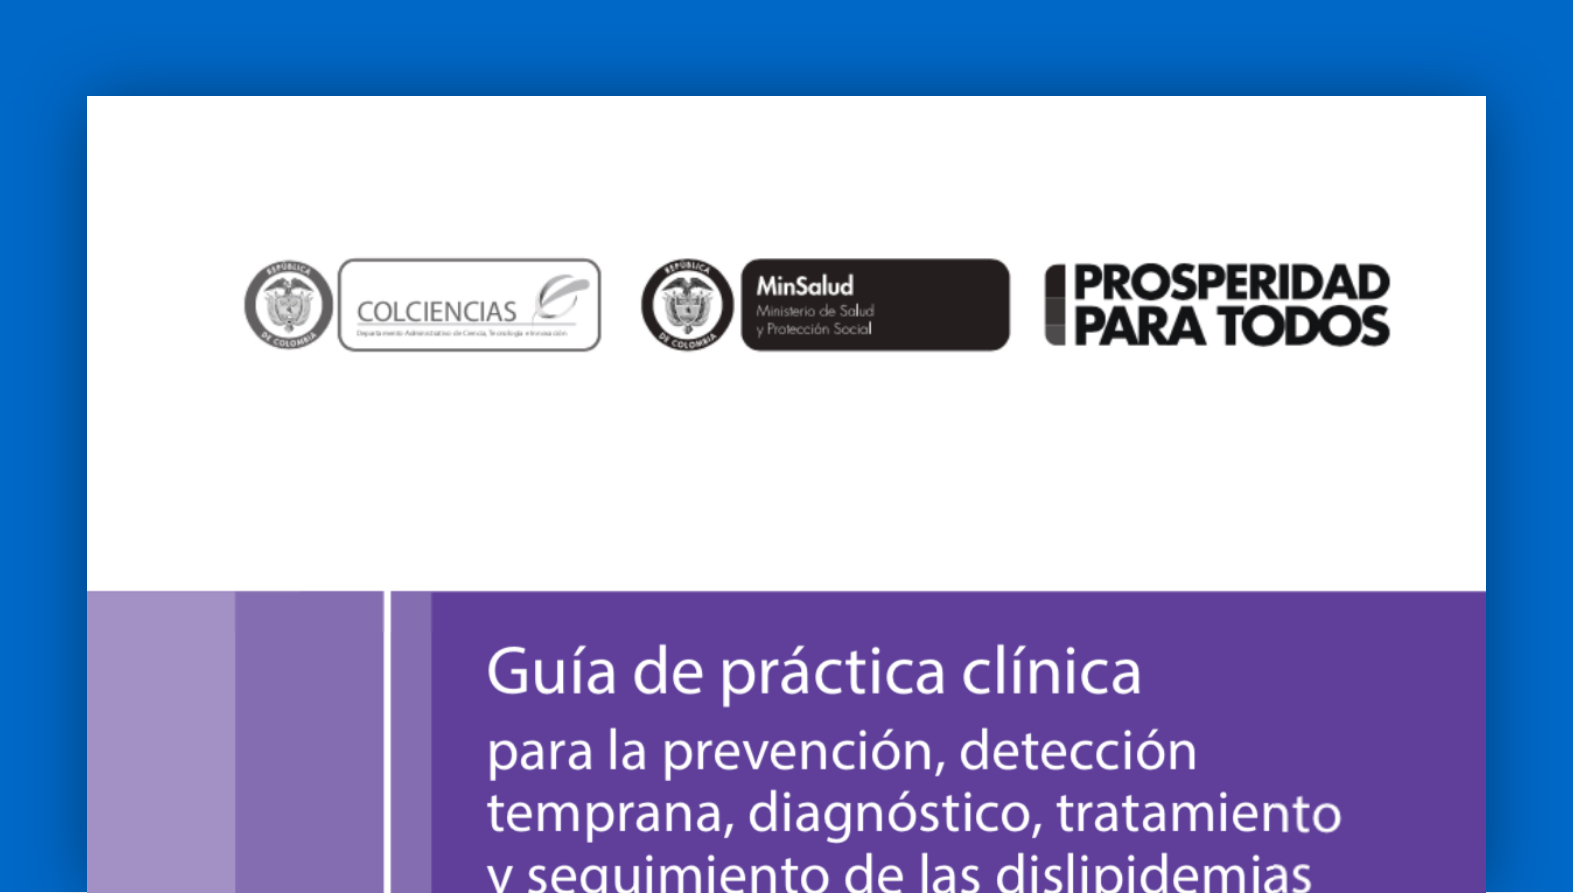 REPÚBLICA
DE COLOMBIA
COLCIENCIAS
Departamento Administrativo de Ciencia, Tecnología e Innovación
REPÚBLICA
DE COLOMBIA
MinSalud
Ministerio de Salud
y Protección Social
PROSPERIDAD
PARA TODOS
Guía de práctica clínica
para la prevención, detección
temprana, diagnóstico, tratamiento
y seguimiento de las dislipidemias